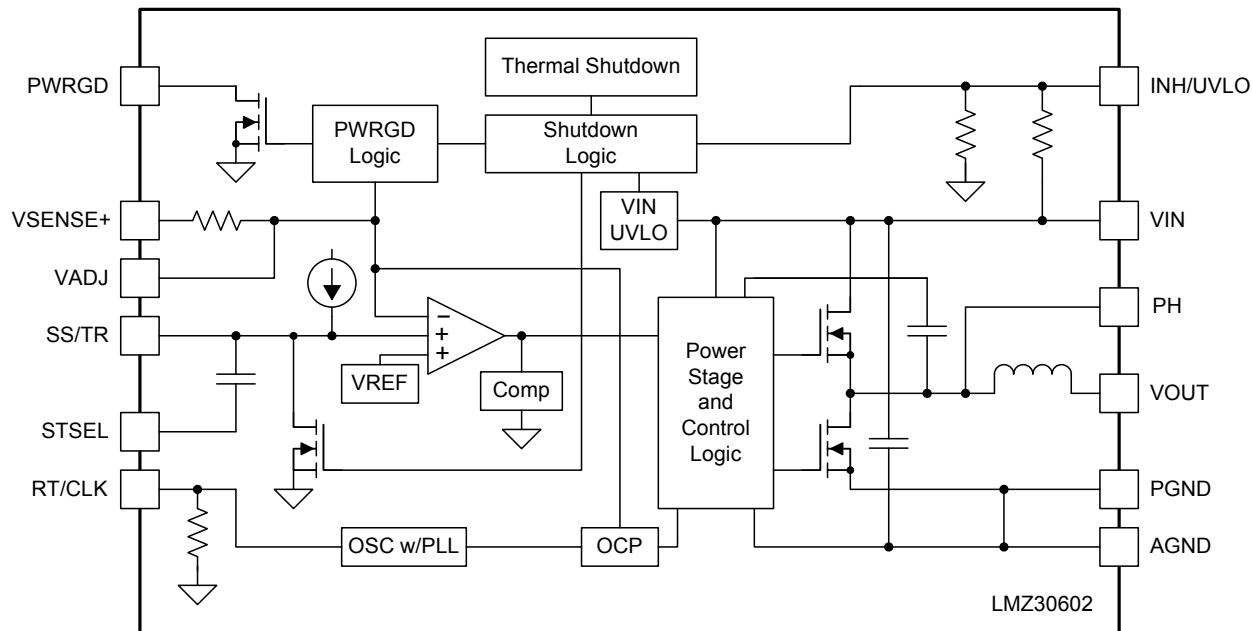 Thermal Shutdown
PWRGD
INH/UVLO
PWRGD
Logic
Shutdown
Logic
VSENSE+
VIN
UVLO
VIN
VADJ
PH
SS/TR
−
+
+
VREF
Comp
Power
Stage
and
Control
Logic
VOUT
STSEL
RT/CLK
PGND
OSC w/PLL
OCP
AGND
LMZ30602